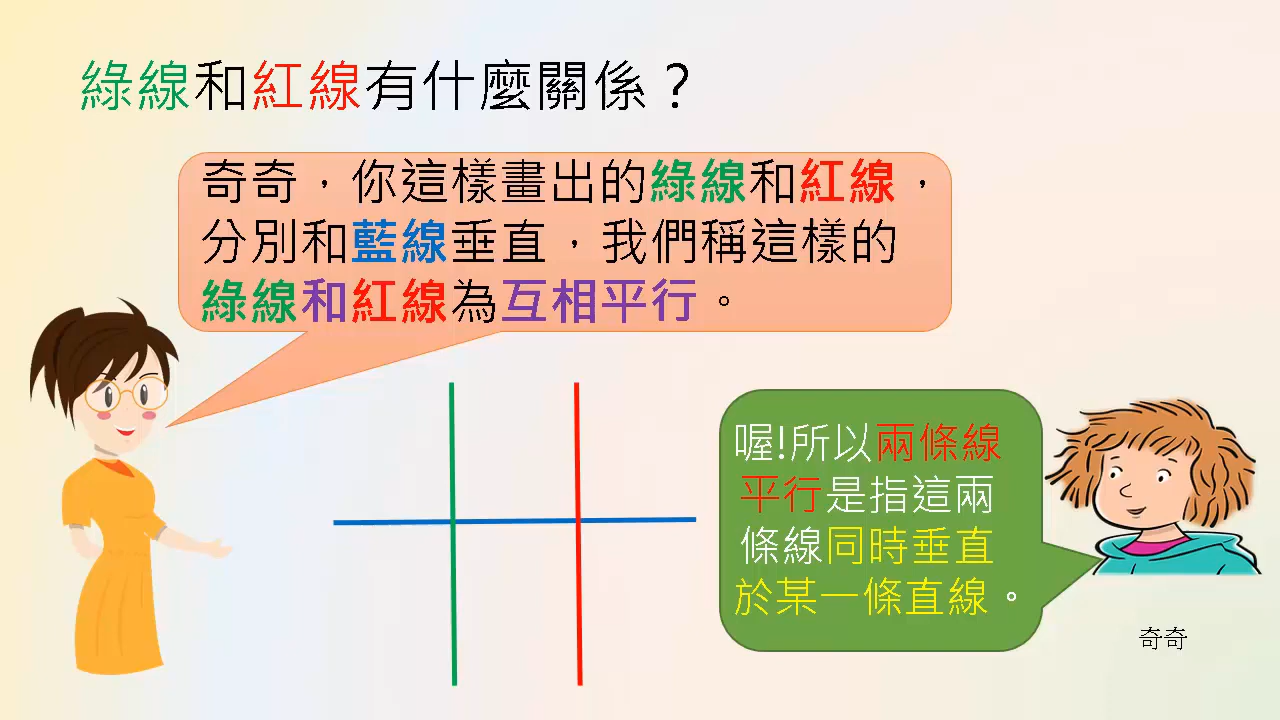 綠線和紅線有什麼關係？
奇奇，你這樣畫出的綠線和紅線，
分別和藍線垂直，我們稱這樣的
綠線和紅線為互相平行。
喔!所以兩條線
平行是指這兩
條線同時垂直
於某一條直線。
奇奇